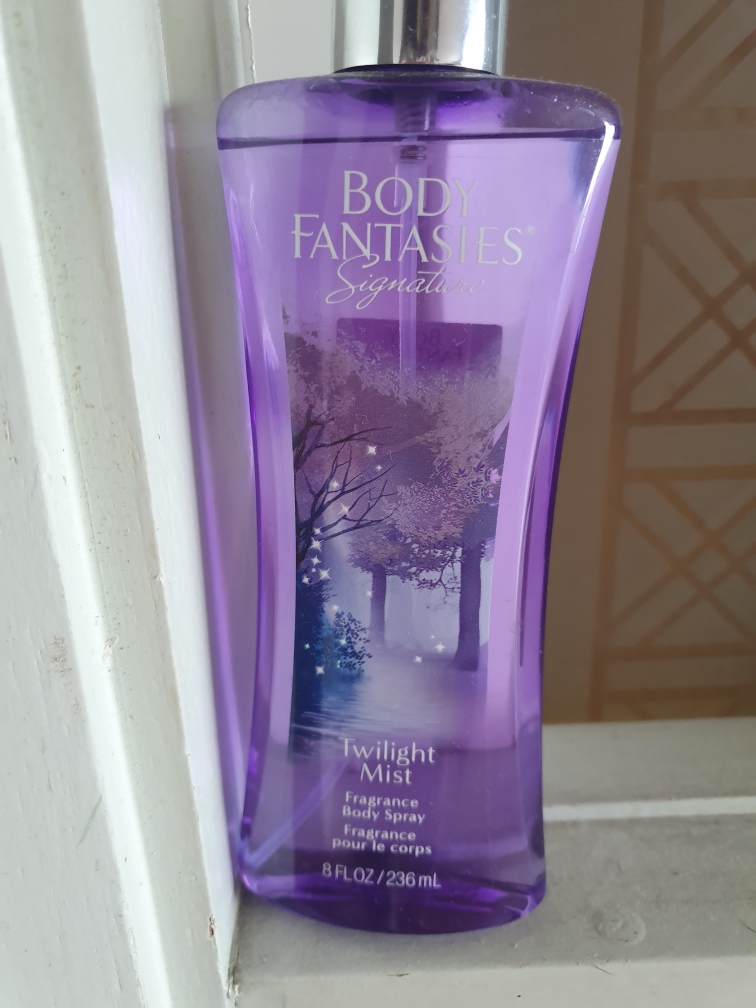 BODY
FANTASIES®
Signature
Twilight
Mist
Fragrance
Body Spray
Fragrance
pour le corps
8 FL OZ / 236 mL